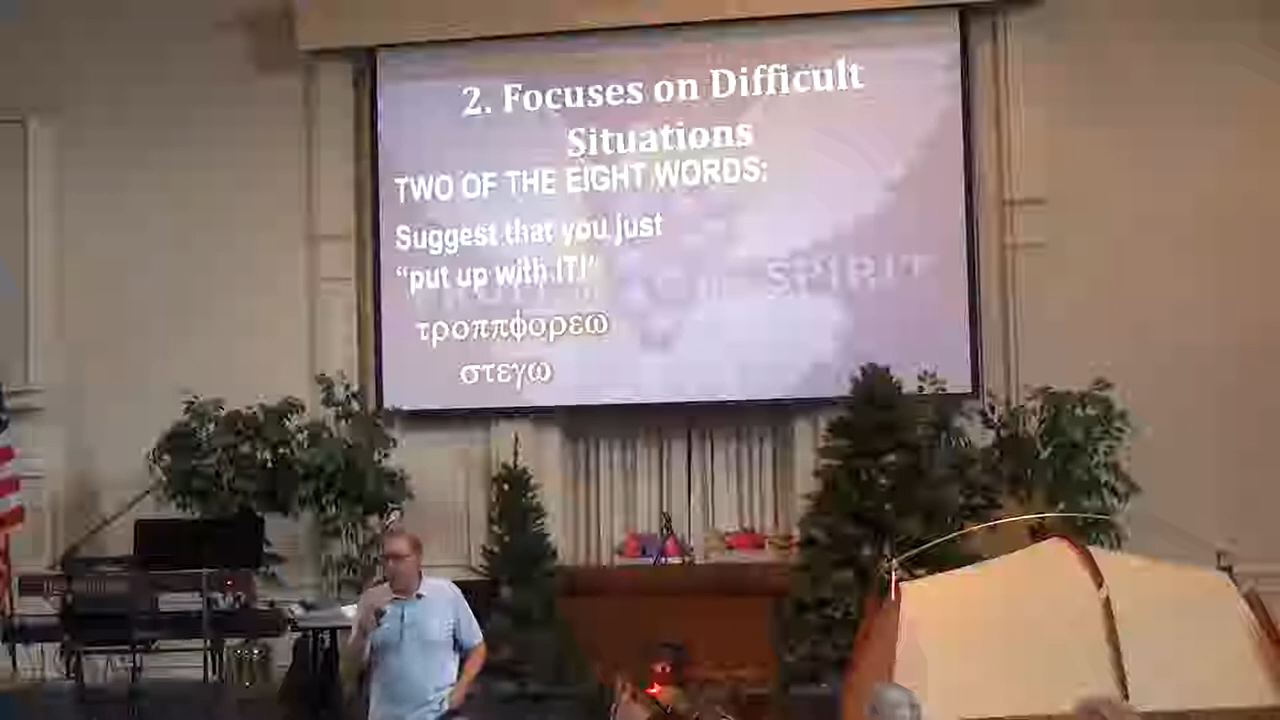 2. Focuses on Difficult
Situations
TWO OF THE EIGHT WORDS:
Suggest that you just
“put up with IT!”
SPIRIT
τροππφορεω
στεγω